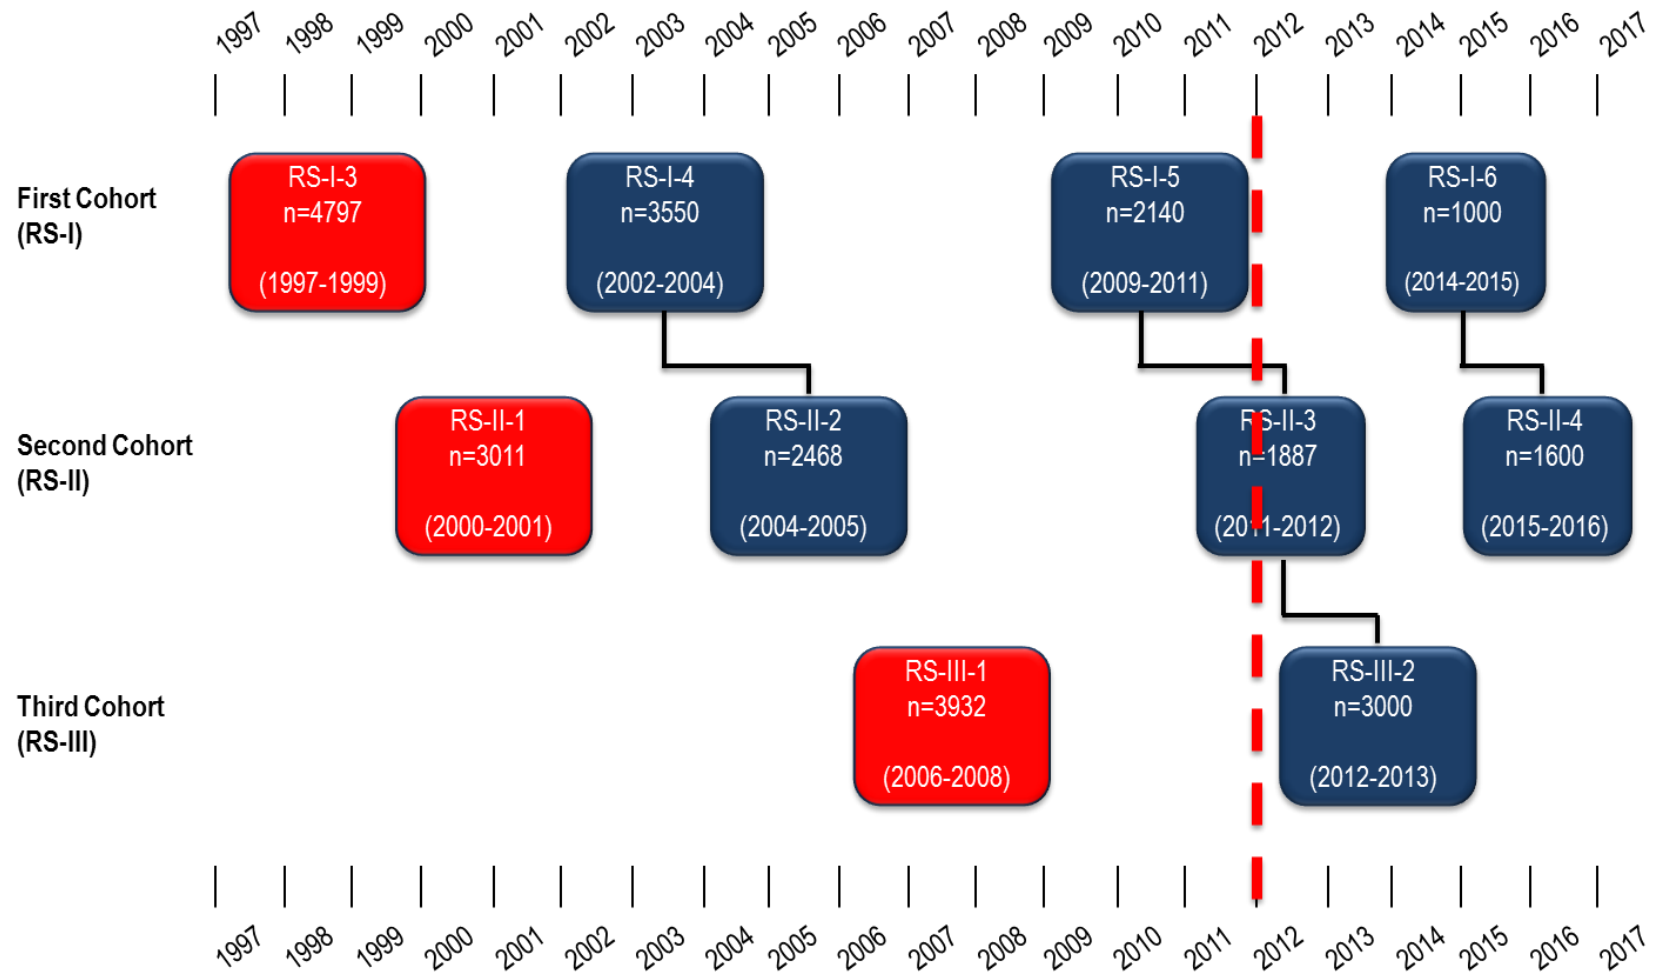 1997 1998 1999 2000 2001 2002 2003 2004 2005 2006 2007 2008 2009 2010 2011 2012 2013 2014 2015 2016 2017
First Cohort
(RS-I)
RS-I-3
n=4797
(1997-1999)
RS-I-4
n=3550
(2002-2004)
RS-I-5
n=2140
(2009-2011)
RS-I-6
n=1000
(2014-2015)
Second Cohort
(RS-II)
RS-II-1
n=3011
(2000-2001)
RS-II-2
n=2468
(2004-2005)
RS-II-3
n=1887
(2011-2012)
RS-II-4
n=1600
(2015-2016)
Third Cohort
(RS-III)
RS-III-1
n=3932
(2006-2008)
RS-III-2
n=3000
(2012-2013)
1997 1998 1999 2000 2001 2002 2003 2004 2005 2006 2007 2008 2009 2010 2011 2012 2013 2014 2015 2016 2017